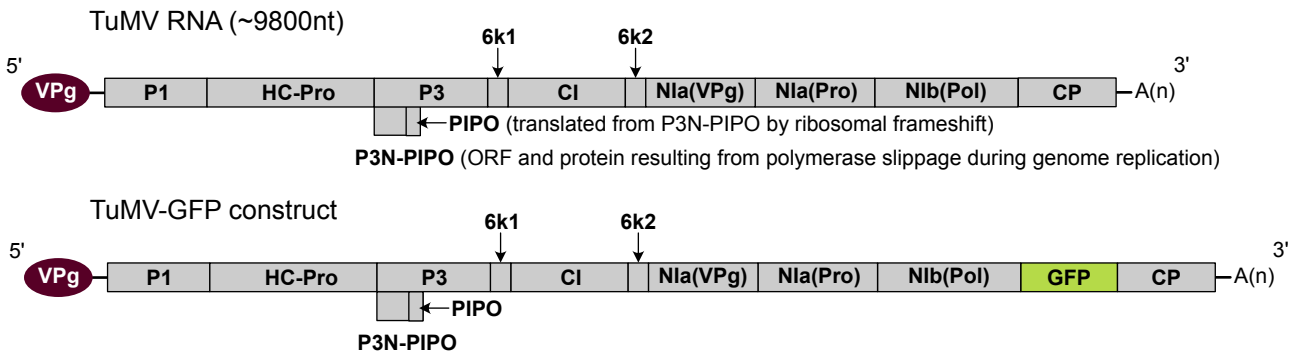 TuMV RNA (~9800nt)
6k1 6k2
5' 3'
VPg P1 HC-Pro P3 CI NIa(VPg) NIa(Pro) NIb(Pol) CP A(n)
PIPO (translated from P3N-PIPO by ribosomal frameshift)
P3N-PIPO (ORF and protein resulting from polymerase slippage during genome replication)
TuMV-GFP construct
6k1 6k2
5' 3'
VPg P1 HC-Pro P3 CI NIa(VPg) NIa(Pro) NIb(Pol) GFP CP A(n)
PIPO
P3N-PIPO